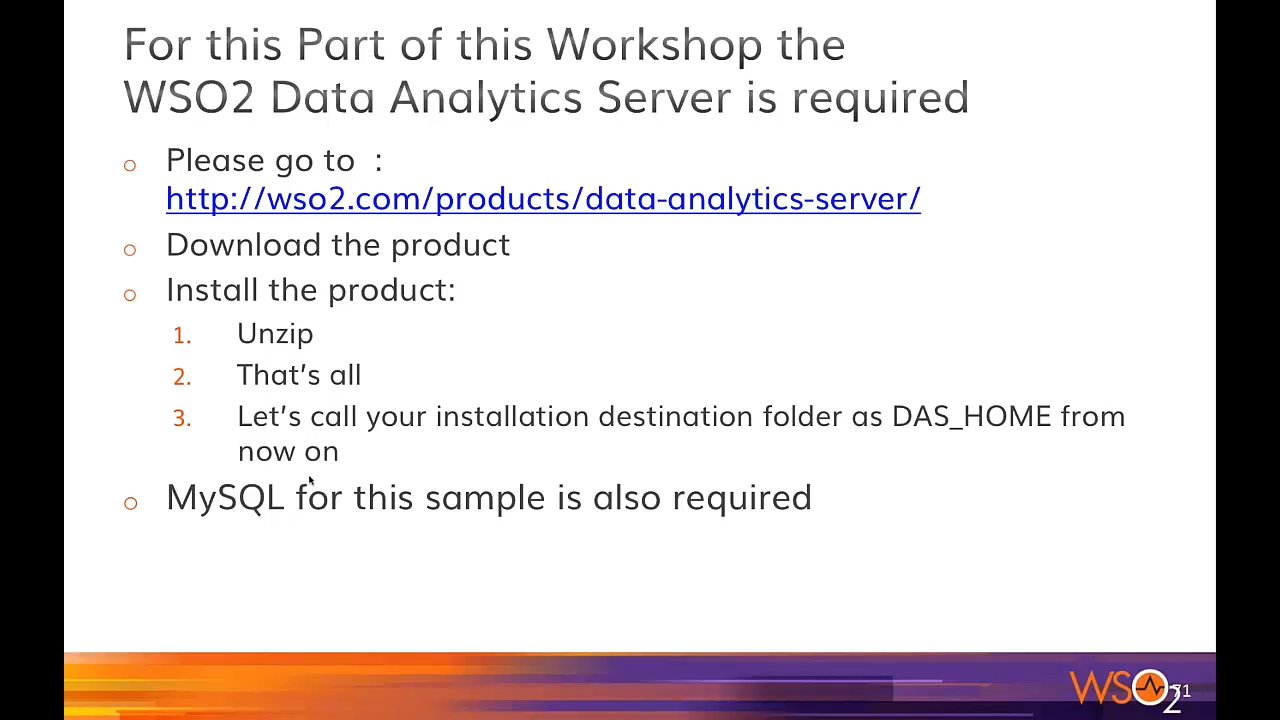 For this Part of this Workshop the
WSO2 Data Analytics Server is required
Please go to :
http://wso2.com/products/data-analytics-server/
Download the product
Install the product:
1. Unzip
2. That's all
3. Let's call your installation destination folder as DAS_HOME from
now on
MySQL for this sample is also required
WSO2